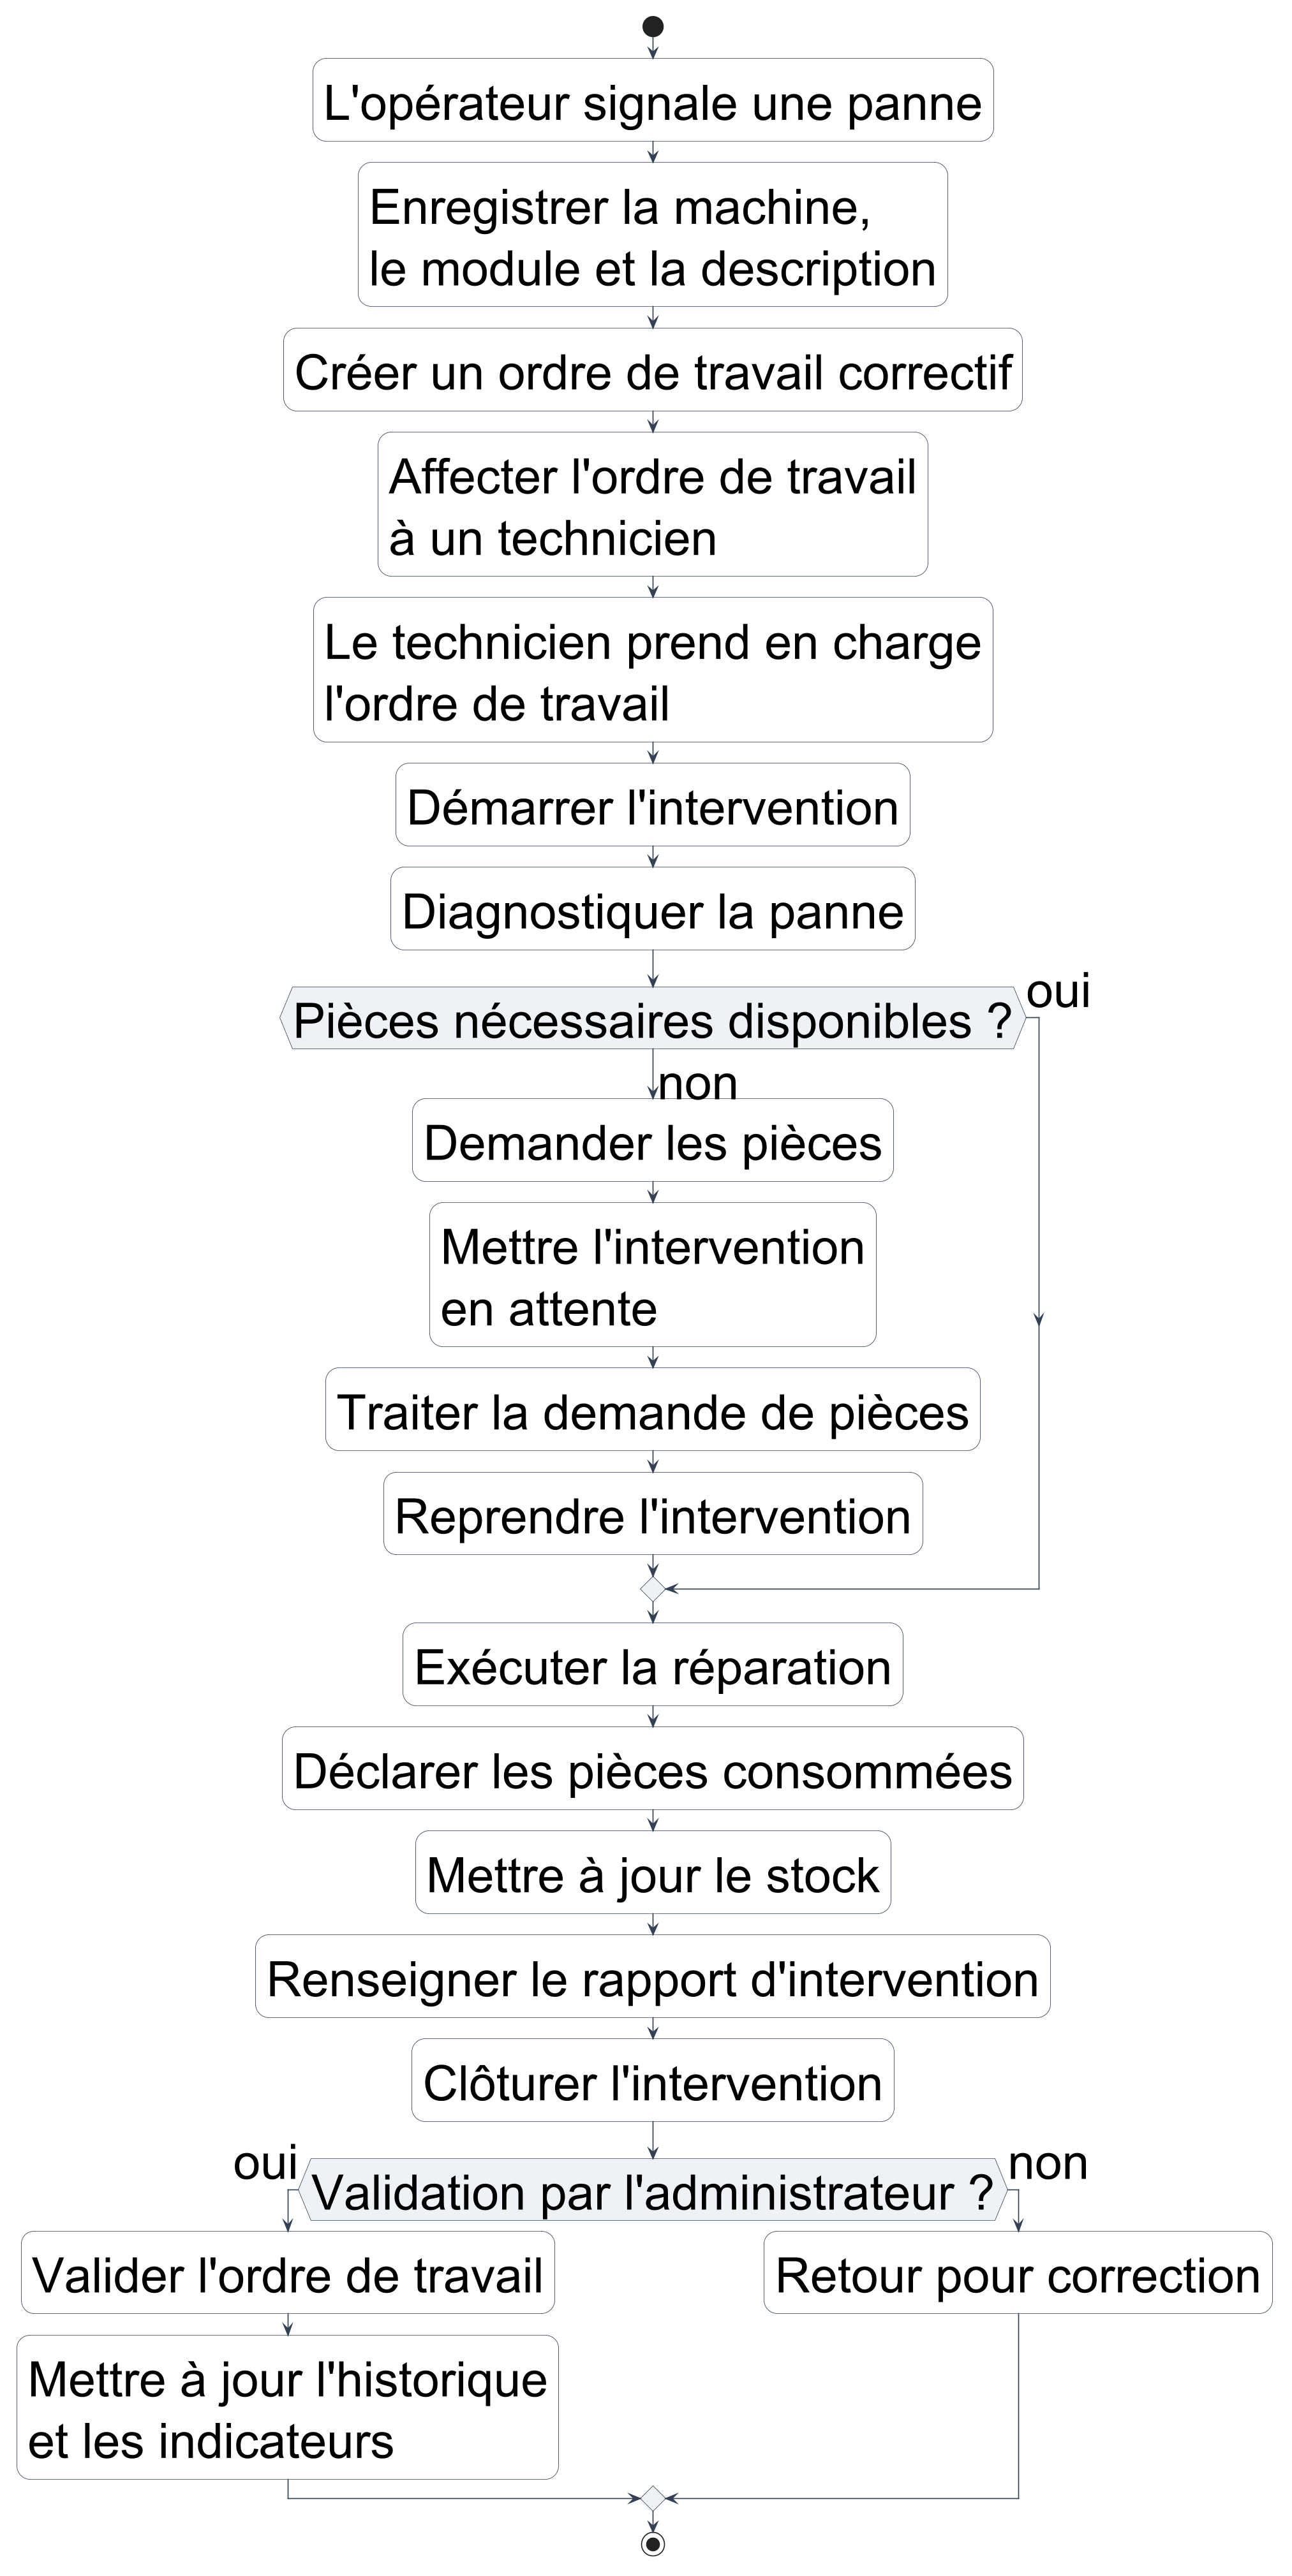 L'opérateur signale une panne
Enregistrer la machine,
le module et la description
Créer un ordre de travail correctif
Affecter l'ordre de travail
à un technicien
Le technicien prend en charge
l'ordre de travail
Démarrer l'intervention
Diagnostiquer la panne
oui
Pièces nécessaires disponibles ?
non
Demander les pièces
Mettre l'intervention
en attente
Traiter la demande de pièces
Reprendre l'intervention
Exécuter la réparation
Déclarer les pièces consommées
Mettre à jour le stock
Renseigner le rapport d'intervention
Clôturer l'intervention
oui
Validation par l'administrateur ?
non
Valider l'ordre de travail
Retour pour correction
Mettre à jour l'historique
et les indicateurs